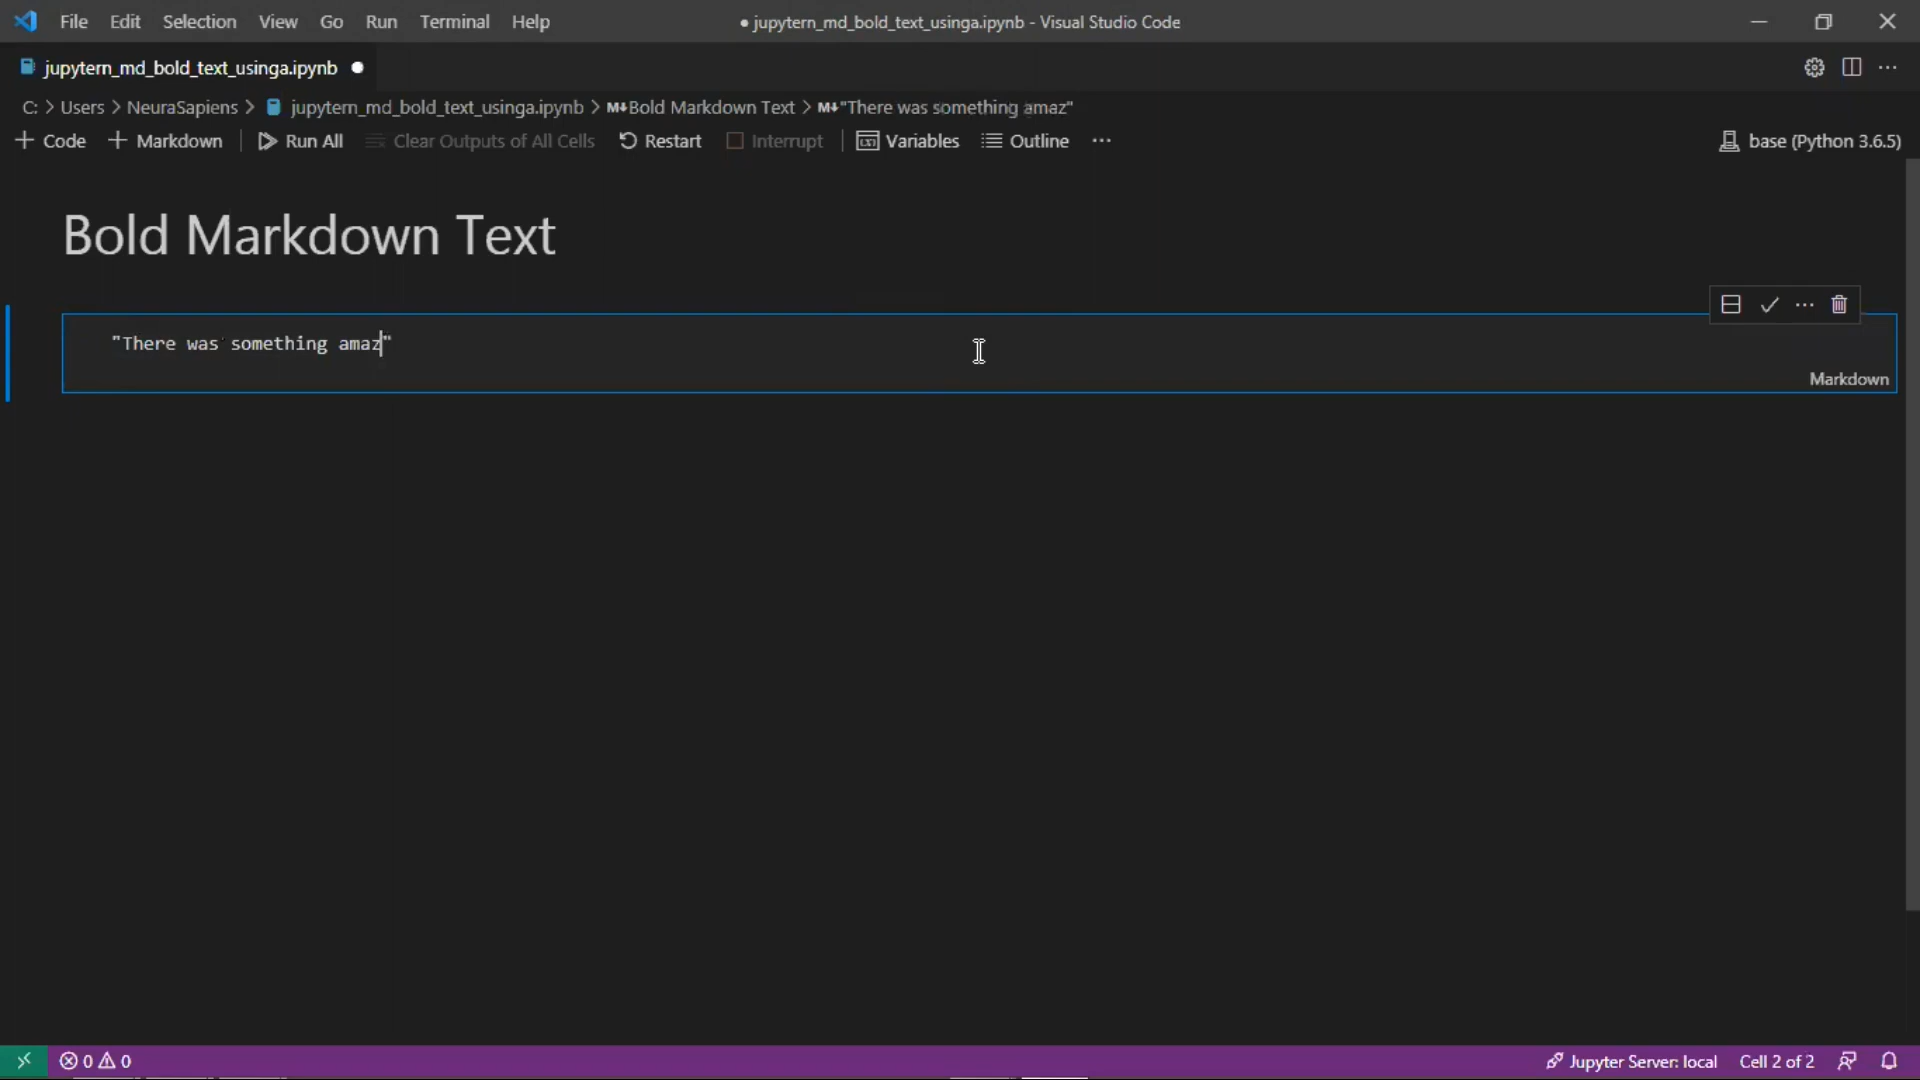 File Edit Selection View Go Run Terminal Help ● jupytern_md_bold_text_usinga.ipynb - Visual Studio Code
jupytern_md_bold_text_usinga.ipynb ●
C: > Users > NeuraSapiens > jupytern_md_bold_text_usinga.ipynb > M↓Bold Markdown Text > M↓"There was something amaz"
+ Code + Markdown Run All Clear Outputs of All Cells Restart Interrupt Variables Outline ··· base (Python 3.6.5)
Bold Markdown Text
"There was something amaz"
Markdown
0 0 Jupyter Server: local Cell 2 of 2